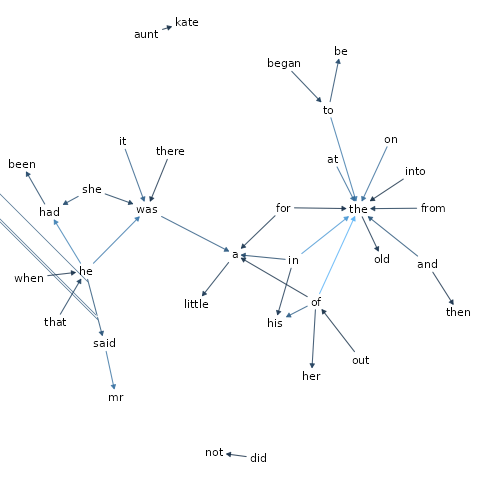 kate
aunt
be
began
to
on
it
there
at
been
into
she
had
was
for
the
from
a
old
in
and
he
when
little
of
then
his
that
said
out
her
mr
not
did